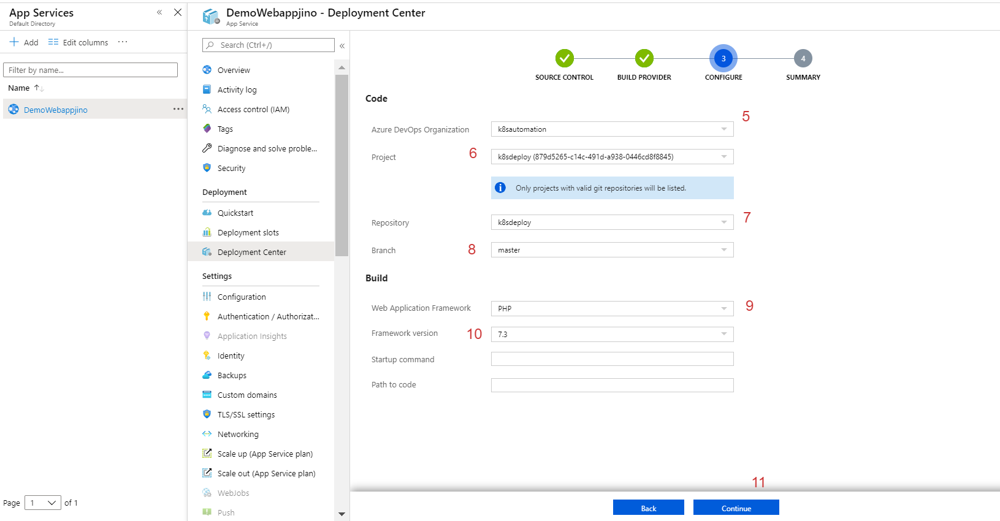 App Services
Default Directory
Add
Edit columns
Filter by name...
Name
DemoWebappjino
Page
1
of 1
DemoWebappjino - Deployment Center
App Service
Search (Ctrl+/)
Overview
Activity log
Access control (IAM)
Tags
Diagnose and solve proble...
Security
Deployment
Quickstart
Deployment slots
Deployment Center
Settings
Configuration
Authentication / Authorizat...
Application Insights
Identity
Backups
Custom domains
TLS/SSL settings
Networking
Scale up (App Service plan)
Scale out (App Service plan)
WebJobs
Push
3
4
SOURCE CONTROL
BUILD PROVIDER
CONFIGURE
SUMMARY
Code
Azure DevOps Organization
k8sautomation
5
Project
6
k8sdeploy (879d5265-c14c-491d-a938-0446cd8f8845)
Only projects with valid git repositories will be listed.
Repository
k8sdeploy
7
Branch
8
master
Build
Web Application Framework
PHP
9
Framework version
10
7.3
Startup command
Path to code
11
Back
Continue